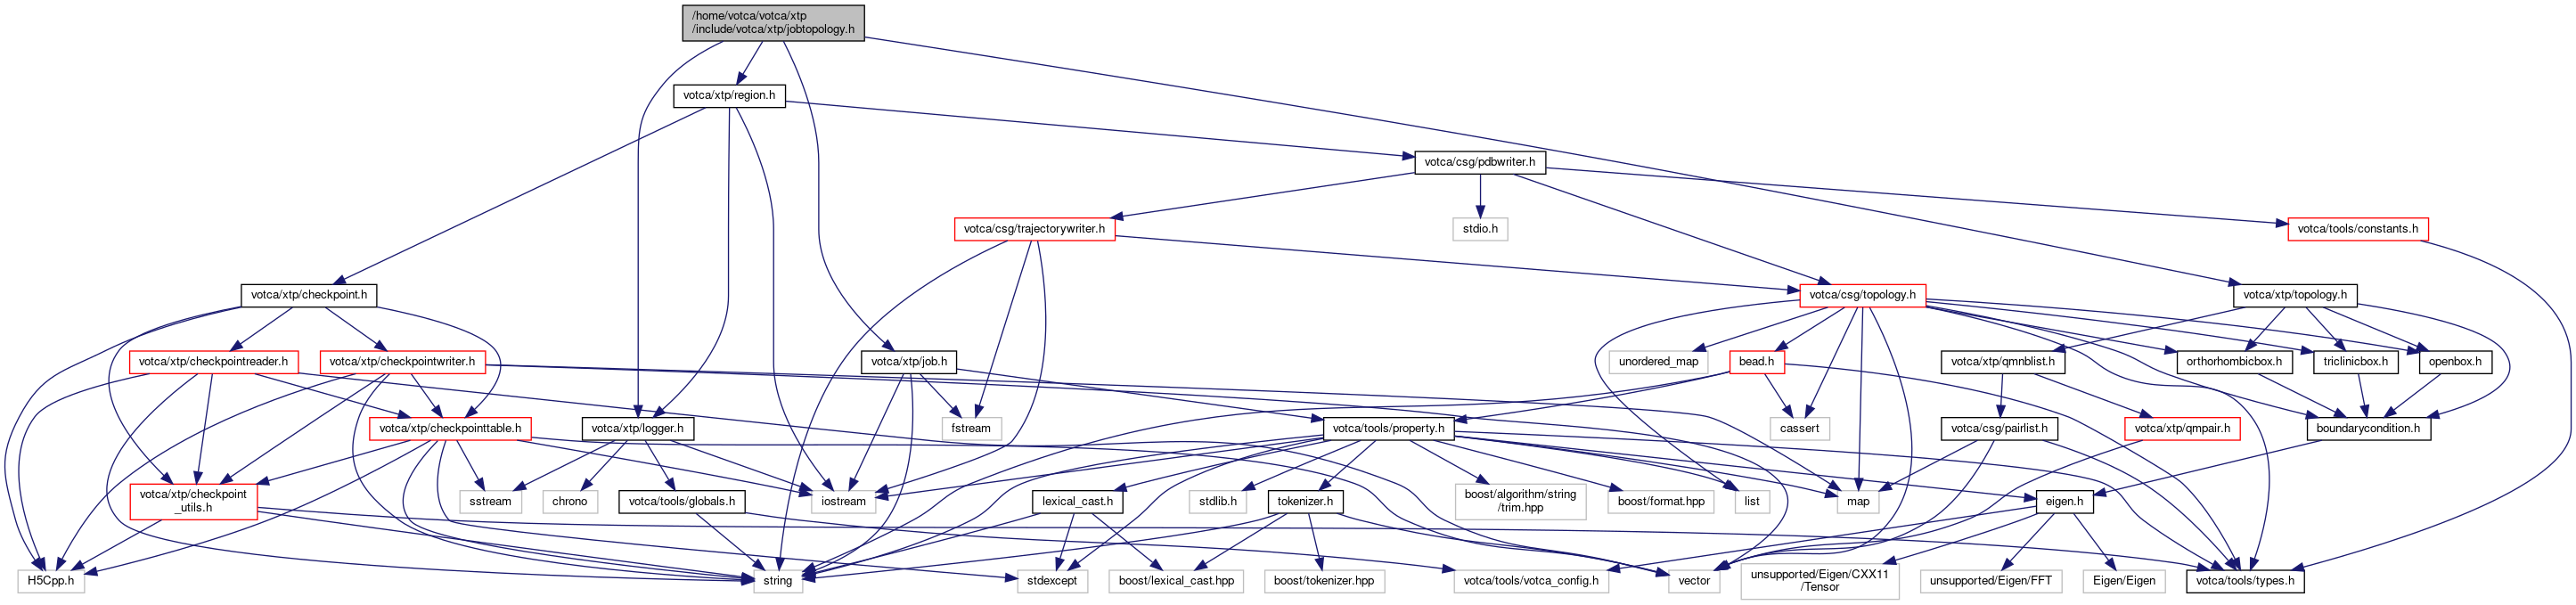 /home/votca/votca/xtp
/include/votca/xtp/jobtopology.h
votca/xtp/region.h
votca/csg/pdbwriter.h
votca/csg/trajectorywriter.h
stdio.h
votca/tools/constants.h
votca/xtp/checkpoint.h
votca/csg/topology.h
votca/xtp/topology.h
votca/xtp/checkpointreader.h
votca/xtp/checkpointwriter.h
votca/xtp/job.h
unordered_map
bead.h
votca/xtp/qmnblist.h
orthorhombicbox.h
triclinicbox.h
openbox.h
votca/xtp/checkpointtable.h
votca/xtp/logger.h
fstream
votca/tools/property.h
cassert
votca/csg/pairlist.h
votca/xtp/qmpair.h
boundarycondition.h
votca/xtp/checkpoint
_utils.h
sstream
chrono
votca/tools/globals.h
iostream
lexical_cast.h
stdlib.h
tokenizer.h
boost/algorithm/string
/trim.hpp
boost/format.hpp
list
map
eigen.h
H5Cpp.h
string
stdexcept
boost/lexical_cast.hpp
boost/tokenizer.hpp
votca/tools/votca_config.h
vector
unsupported/Eigen/CXX11
/Tensor
unsupported/Eigen/FFT
Eigen/Eigen
votca/tools/types.h